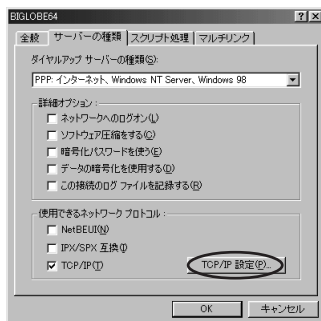 BIGLOBE64
全般 サーバーの種類 スクリプト処理 マルチリンク
ダイヤルアップ サーバーの種類(S):
PPP: インターネット、Windows NT Server、Windows 98
詳細オプション:
ネットワークへのログオン(L)
ソフトウェア圧縮をする(C)
暗号化パスワードを使う(E)
データの暗号化を使用する(D)
この接続のログ ファイルを記録する(R)
使用できるネットワーク プロトコル:
NetBEUI(N)
IPX/SPX 互換(I)
TCP/IP(T)
TCP/IP 設定(P)...
OK キャンセル